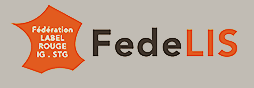 Fédération
LABEL
ROUGE
IG . STG
FedeLIS